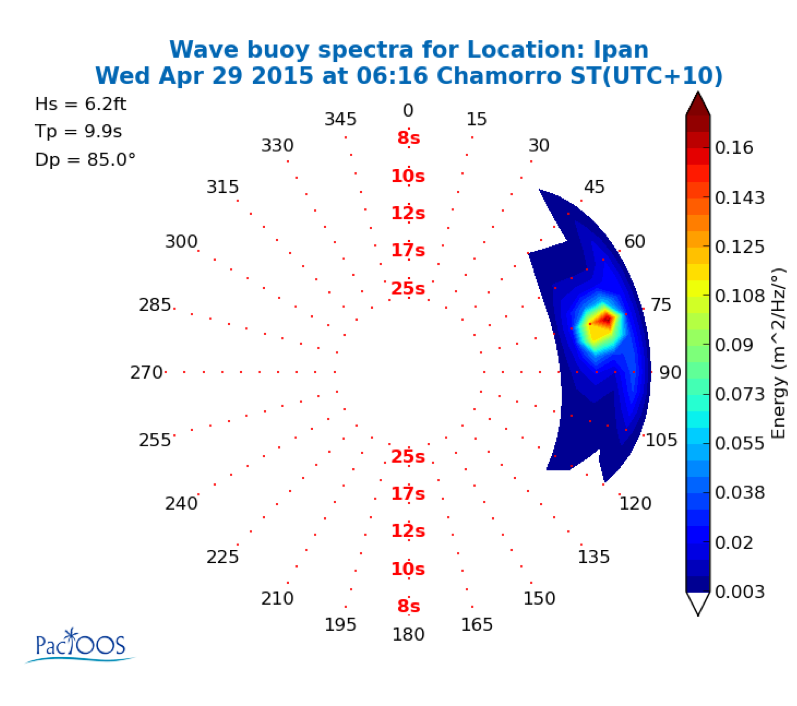 Wave buoy spectra for Location: Ipan
Wed Apr 29 2015 at 06:16 Chamorro ST(UTC+10)
Hs = 6.2ft
Tp = 9.9s
Dp = 85.0°
0
15
30
45
60
75
90
105
120
135
150
165
180
195
210
225
240
255
270
285
300
315
330
345
8s
10s
12s
17s
25s
25s
17s
12s
10s
8s
0.16
0.143
0.125
0.108
0.09
0.073
0.055
0.038
0.02
0.003
Energy (m^2/Hz/°)
PacIOOS